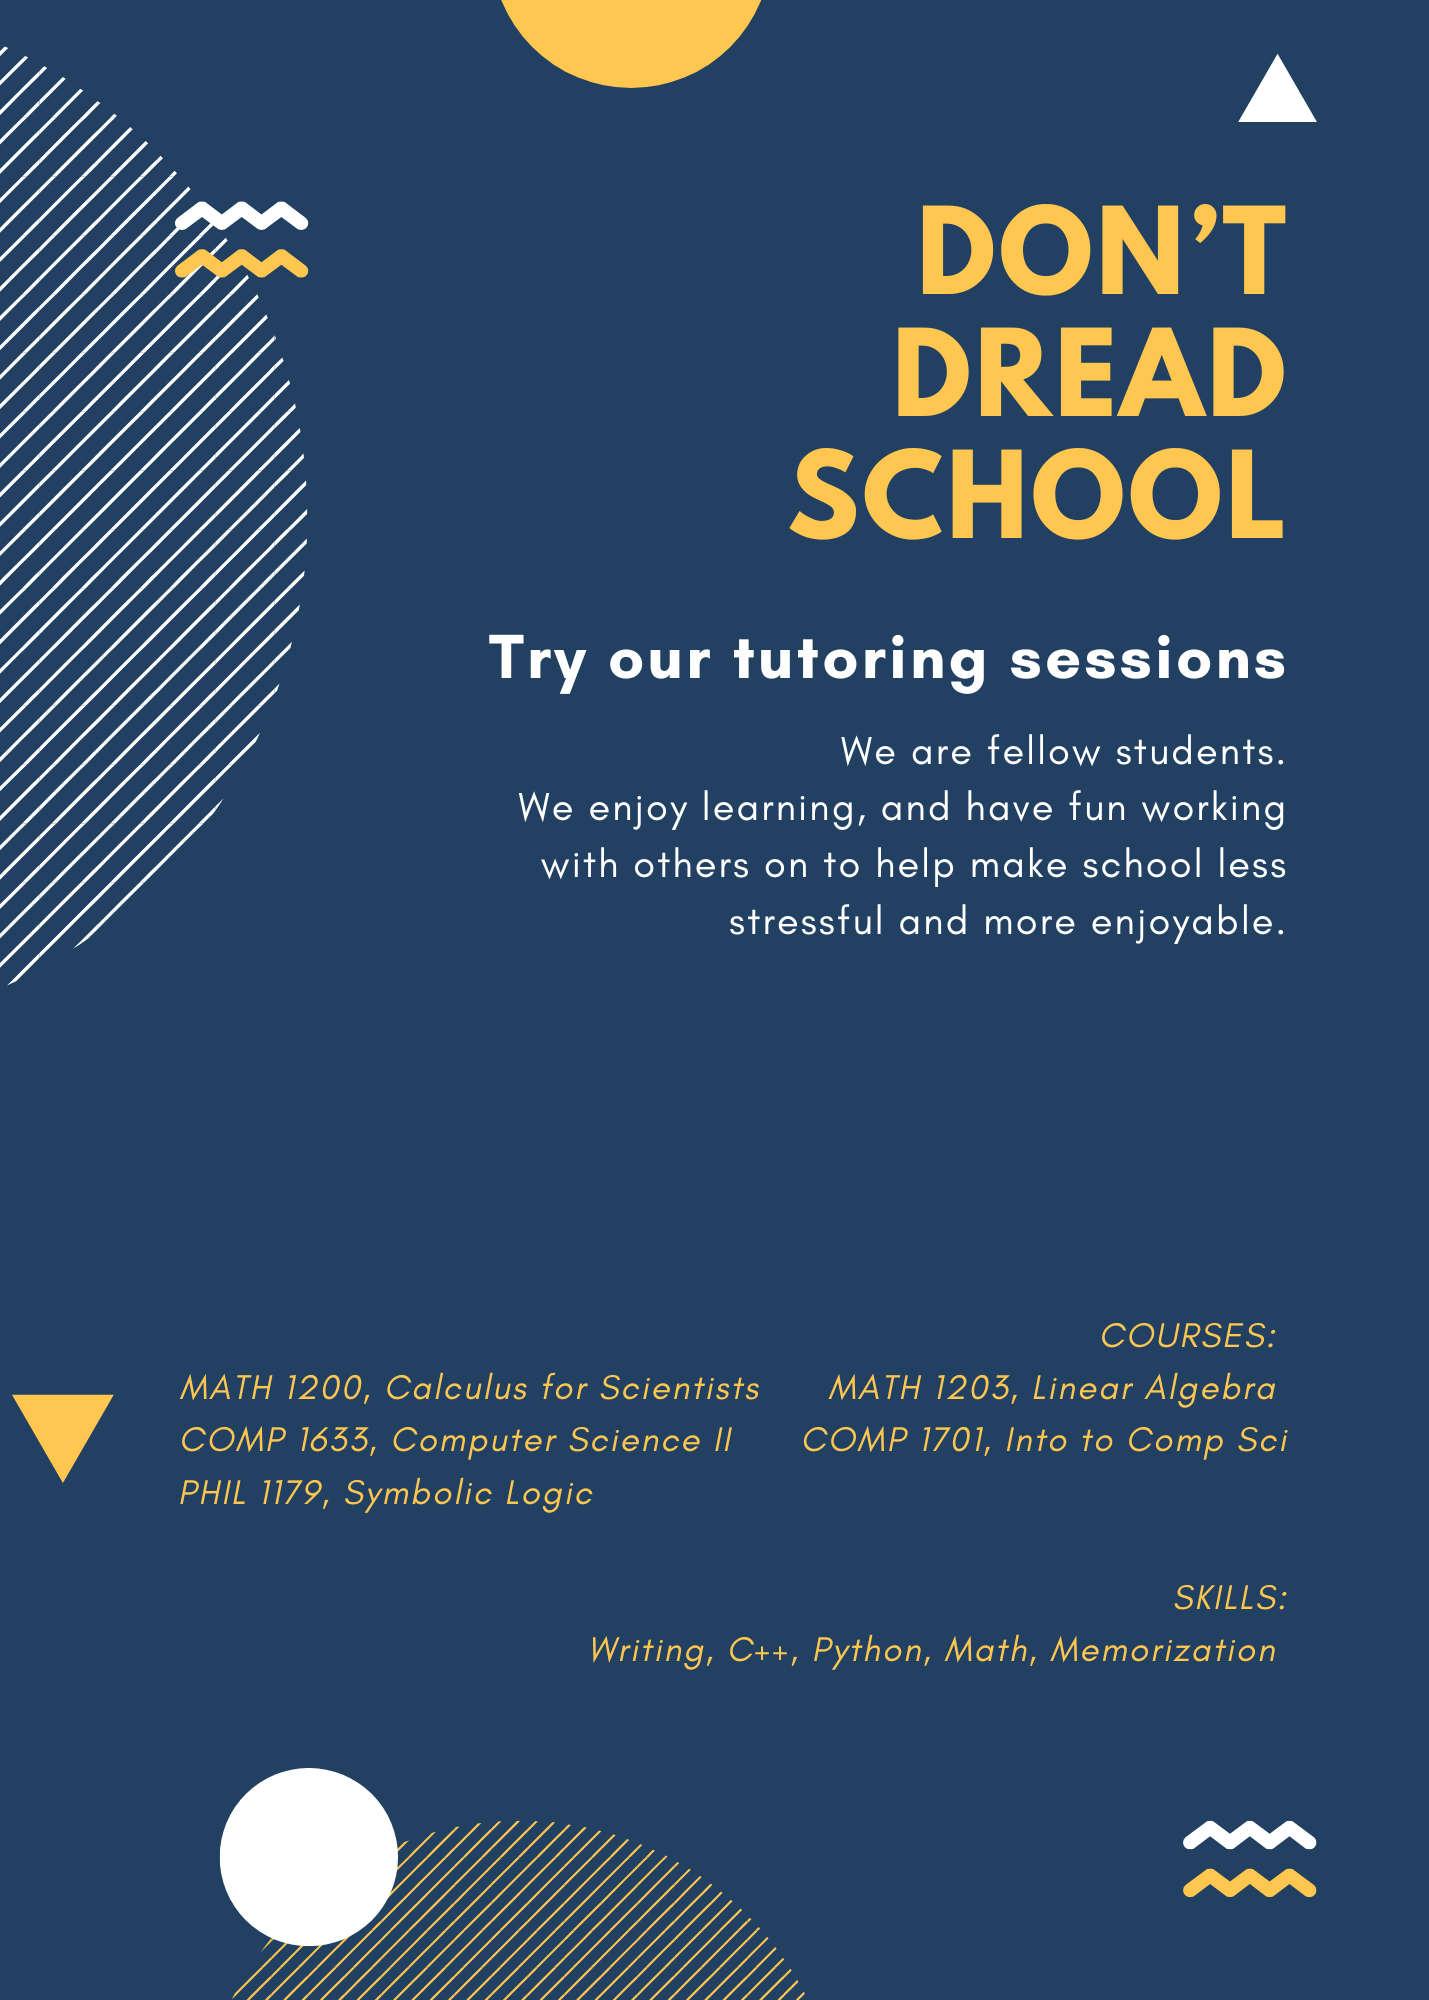 DON’T
DREAD
SCHOOL
Try our tutoring sessions
We are fellow students.
We enjoy learning, and have fun working
with others on to help make school less
stressful and more enjoyable.
COURSES:
MATH 1200, Calculus for Scientists
COMP 1633, Computer Science II
PHIL 1179, Symbolic Logic
MATH 1203, Linear Algebra
COMP 1701, Into to Comp Sci
SKILLS:
Writing, C++, Python, Math, Memorization